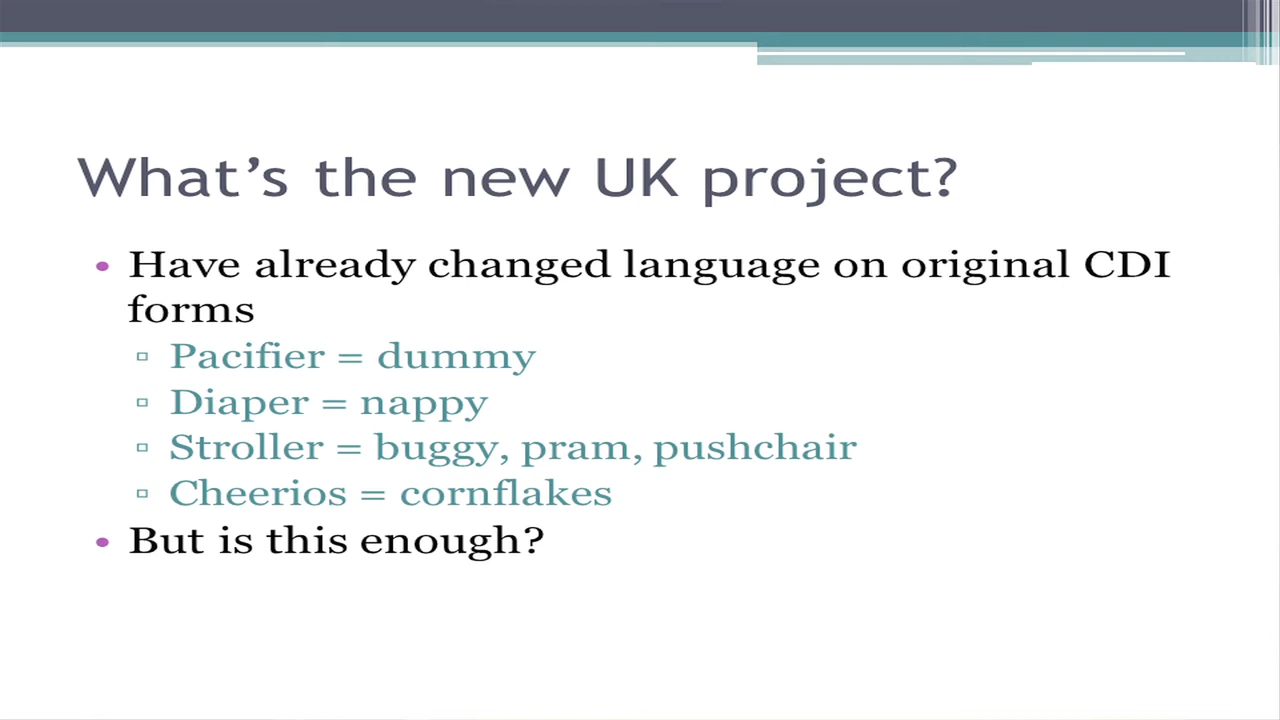 What’s the new UK project?
• Have already changed language on original CDI
forms
▫ Pacifier = dummy
▫ Diaper = nappy
▫ Stroller = buggy, pram, pushchair
▫ Cheerios = cornflakes
• But is this enough?